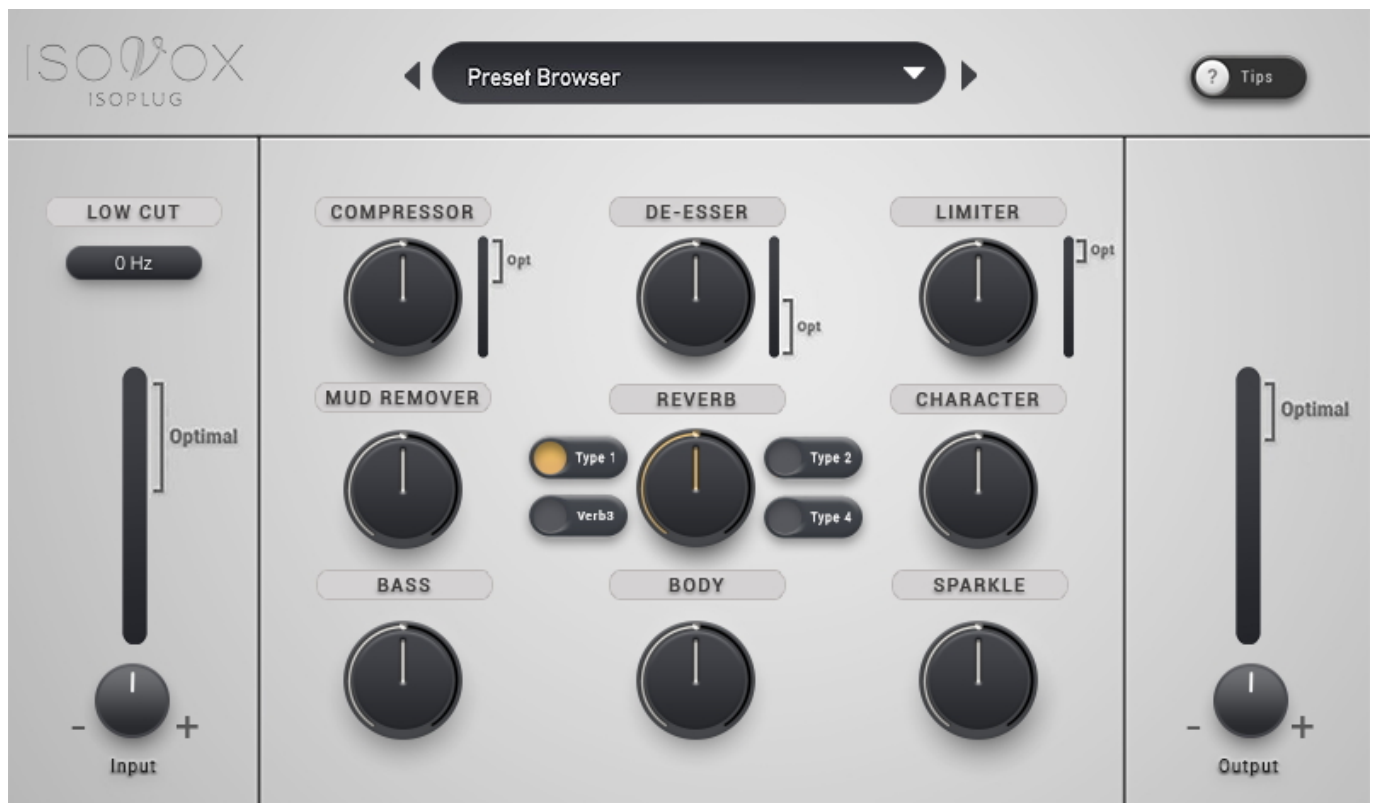 ISOVOX
ISOPLUG
Preset Browser
? Tips
LOW CUT
0 Hz
Optimal
- +
Input
COMPRESSOR
Opt
DE-ESSER
Opt
LIMITER
Opt
MUD REMOVER
REVERB
Type 1
Type 2
Verb3
Type 4
CHARACTER
BASS
BODY
SPARKLE
Optimal
- +
Output